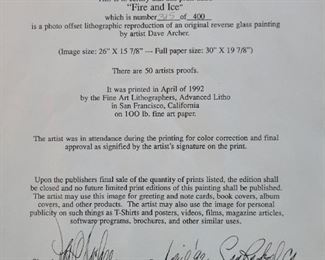 "Fire and Ice"
which is number of 400
is a photo offset lithographic reproduction of an original reverse glass painting
by artist Dave Archer.
(Image size: 26" X 15 7/8" --- Full paper size: 30" X 19 7/8")
There are 50 artists proofs.
It was printed in April of 1992
by the Fine Art Lithographers, Advanced Litho
in San Francisco, California
on 100 lb. fine art paper.
The artist was in attendance during the printing for color correction and final
approval as signified by the artist's signature on the print.
Upon the publishers final sale of the quantity of prints listed, the edition shall
be closed and no future limited print editions of this painting shall be published.
The artist may use this image for greeting and note cards, book covers, album
covers, and other products. The artist may also use the image for personal
publicity on such things as T-Shirts and posters, videos, films, magazine articles,
software programs, brochures, and other similar uses.